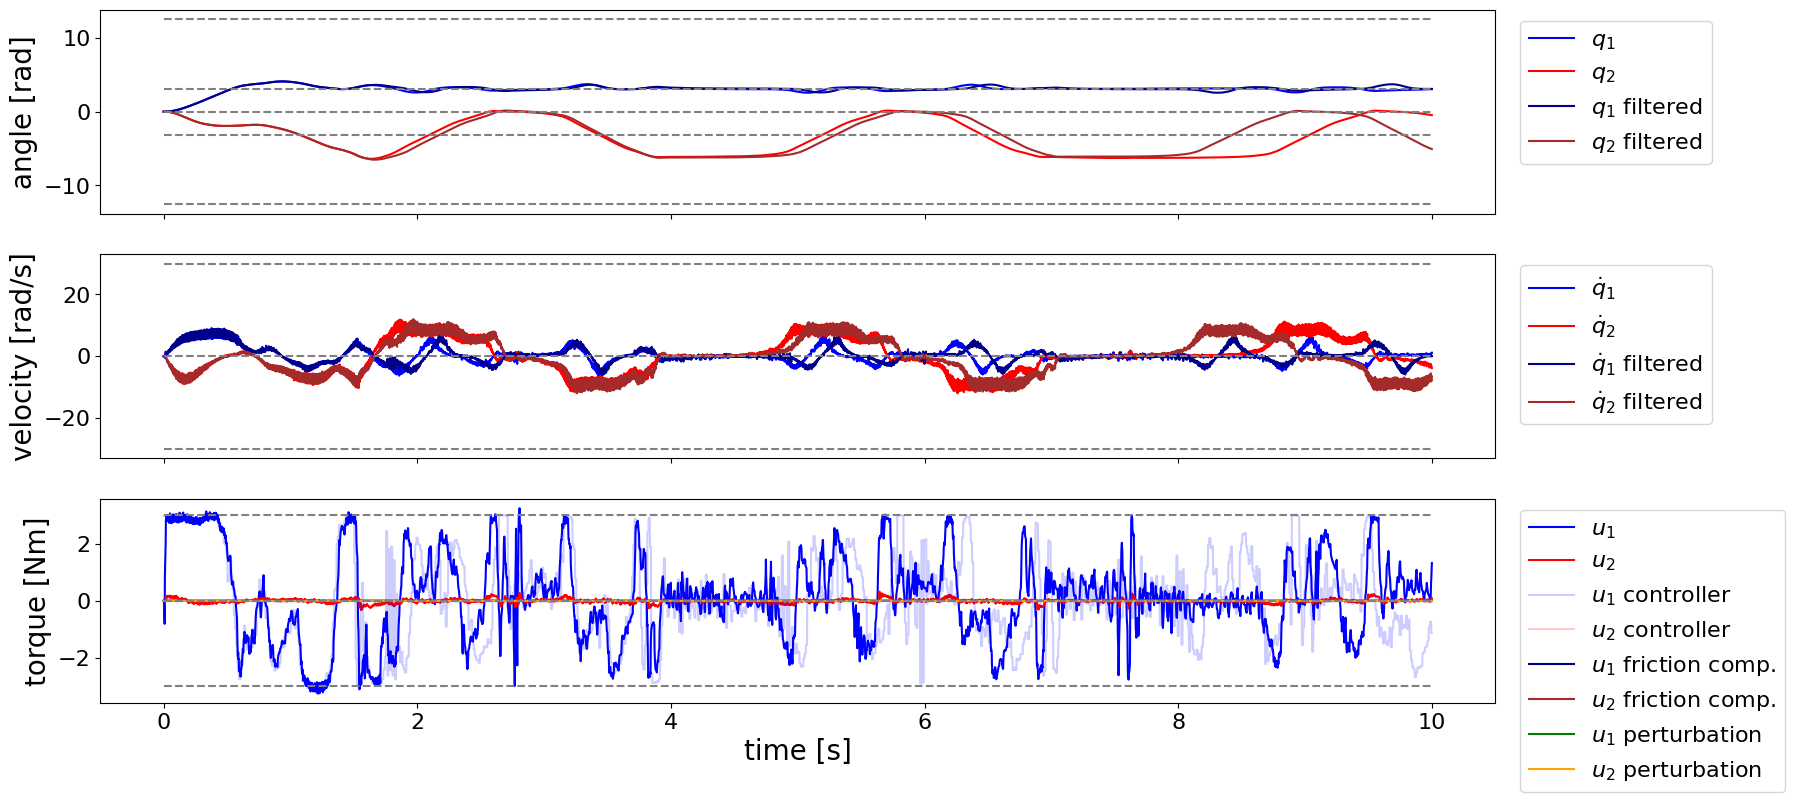 angle [rad]
10
0
−10
q₁
q₂
q₁ filtered
q₂ filtered
velocity [rad/s]
20
0
−20
q̇₁
q̇₂
q̇₁ filtered
q̇₂ filtered
torque [Nm]
2
0
−2
0 2 4 6 8 10
time [s]
u₁
u₂
u₁ controller
u₂ controller
u₁ friction comp.
u₂ friction comp.
u₁ perturbation
u₂ perturbation